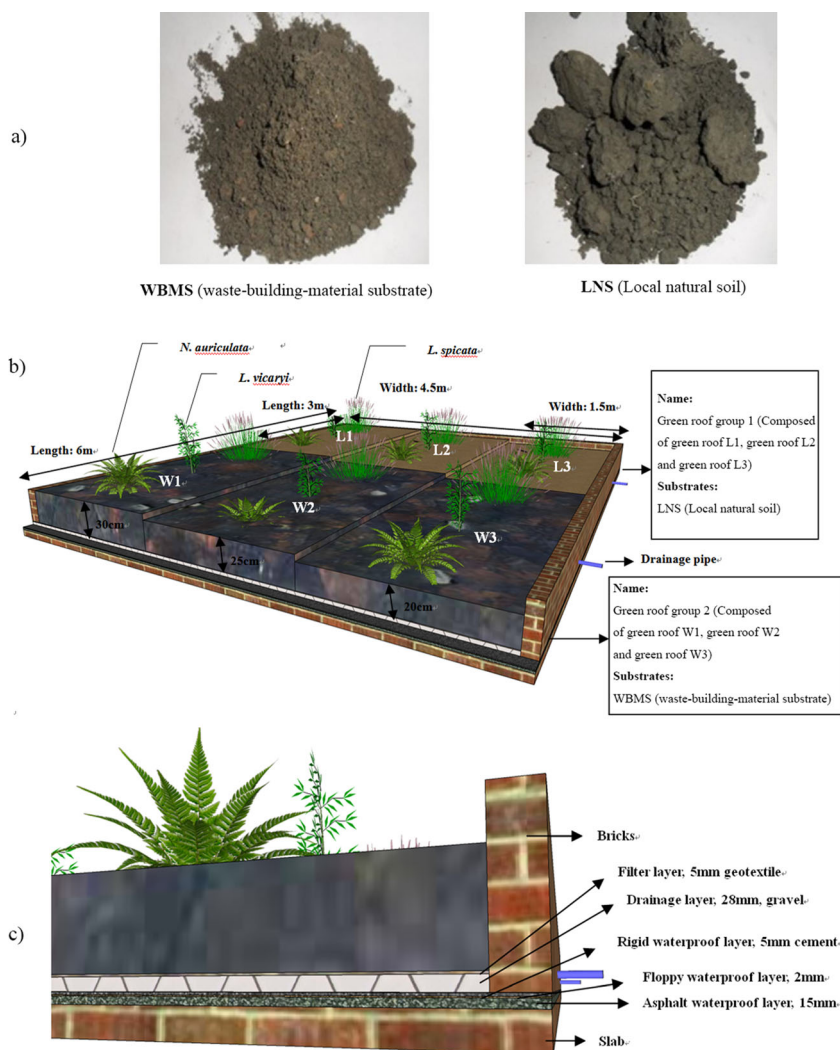 a)
WBMS (waste-building-material substrate)
LNS (Local natural soil)
b)
N. auriculata
L. spicata
L. vicaryi
Width: 4.5m
Length: 3m
Width: 1.5m
Length: 6m
L1
L2
L3
W1
W2
W3
30cm
25cm
20cm
Name:
Green roof group 1 (Composed
of green roof L1, green roof L2
and green roof L3)
Substrates:
LNS (Local natural soil)
Drainage pipe
Name:
Green roof group 2 (Composed
of green roof W1, green roof W2
and green roof W3)
Substrates:
WBMS (waste-building-material substrate)
c)
Bricks
Filter layer, 5mm geotextile
Drainage layer, 28mm, gravel
Rigid waterproof layer, 5mm cement
Floppy waterproof layer, 2mm
Asphalt waterproof layer, 15mm
Slab